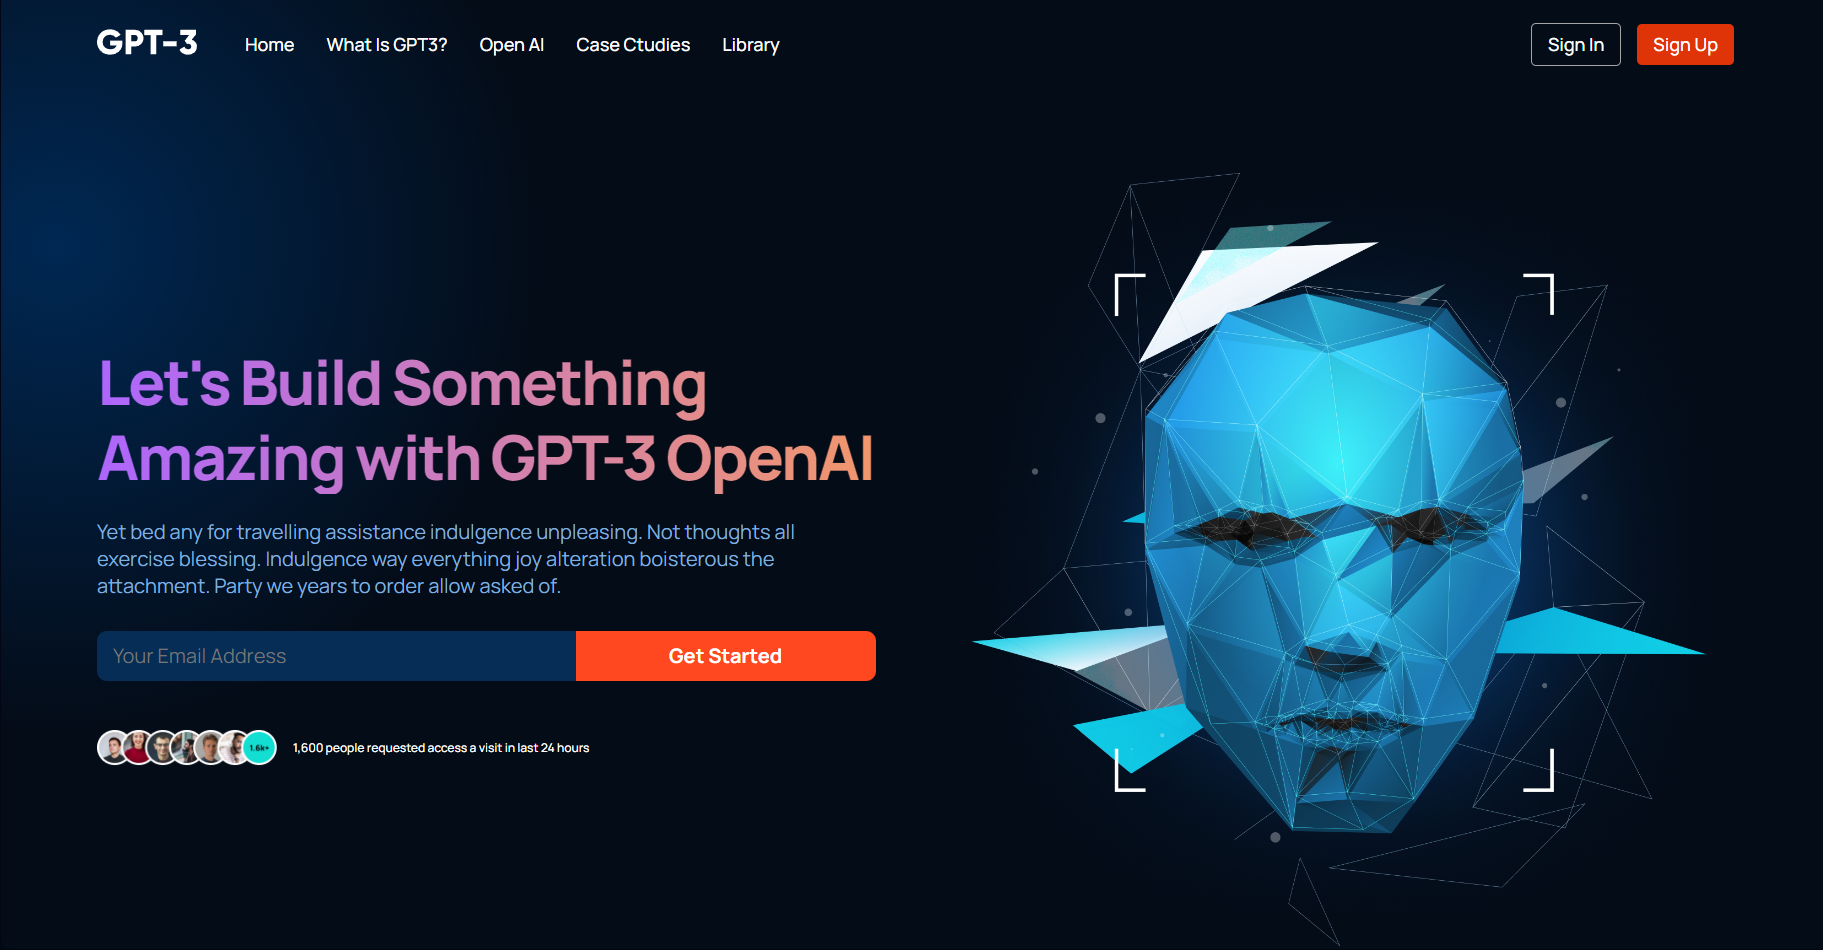 GPT-3
Home
What Is GPT3?
Open AI
Case Ctudies
Library
Sign In
Sign Up
Let's Build Something
Amazing with GPT-3 OpenAI
Yet bed any for travelling assistance indulgence unpleasing. Not thoughts all
exercise blessing. Indulgence way everything joy alteration boisterous the
attachment. Party we years to order allow asked of.
Your Email Address
Get Started
1.6k+
1,600 people requested access a visit in last 24 hours